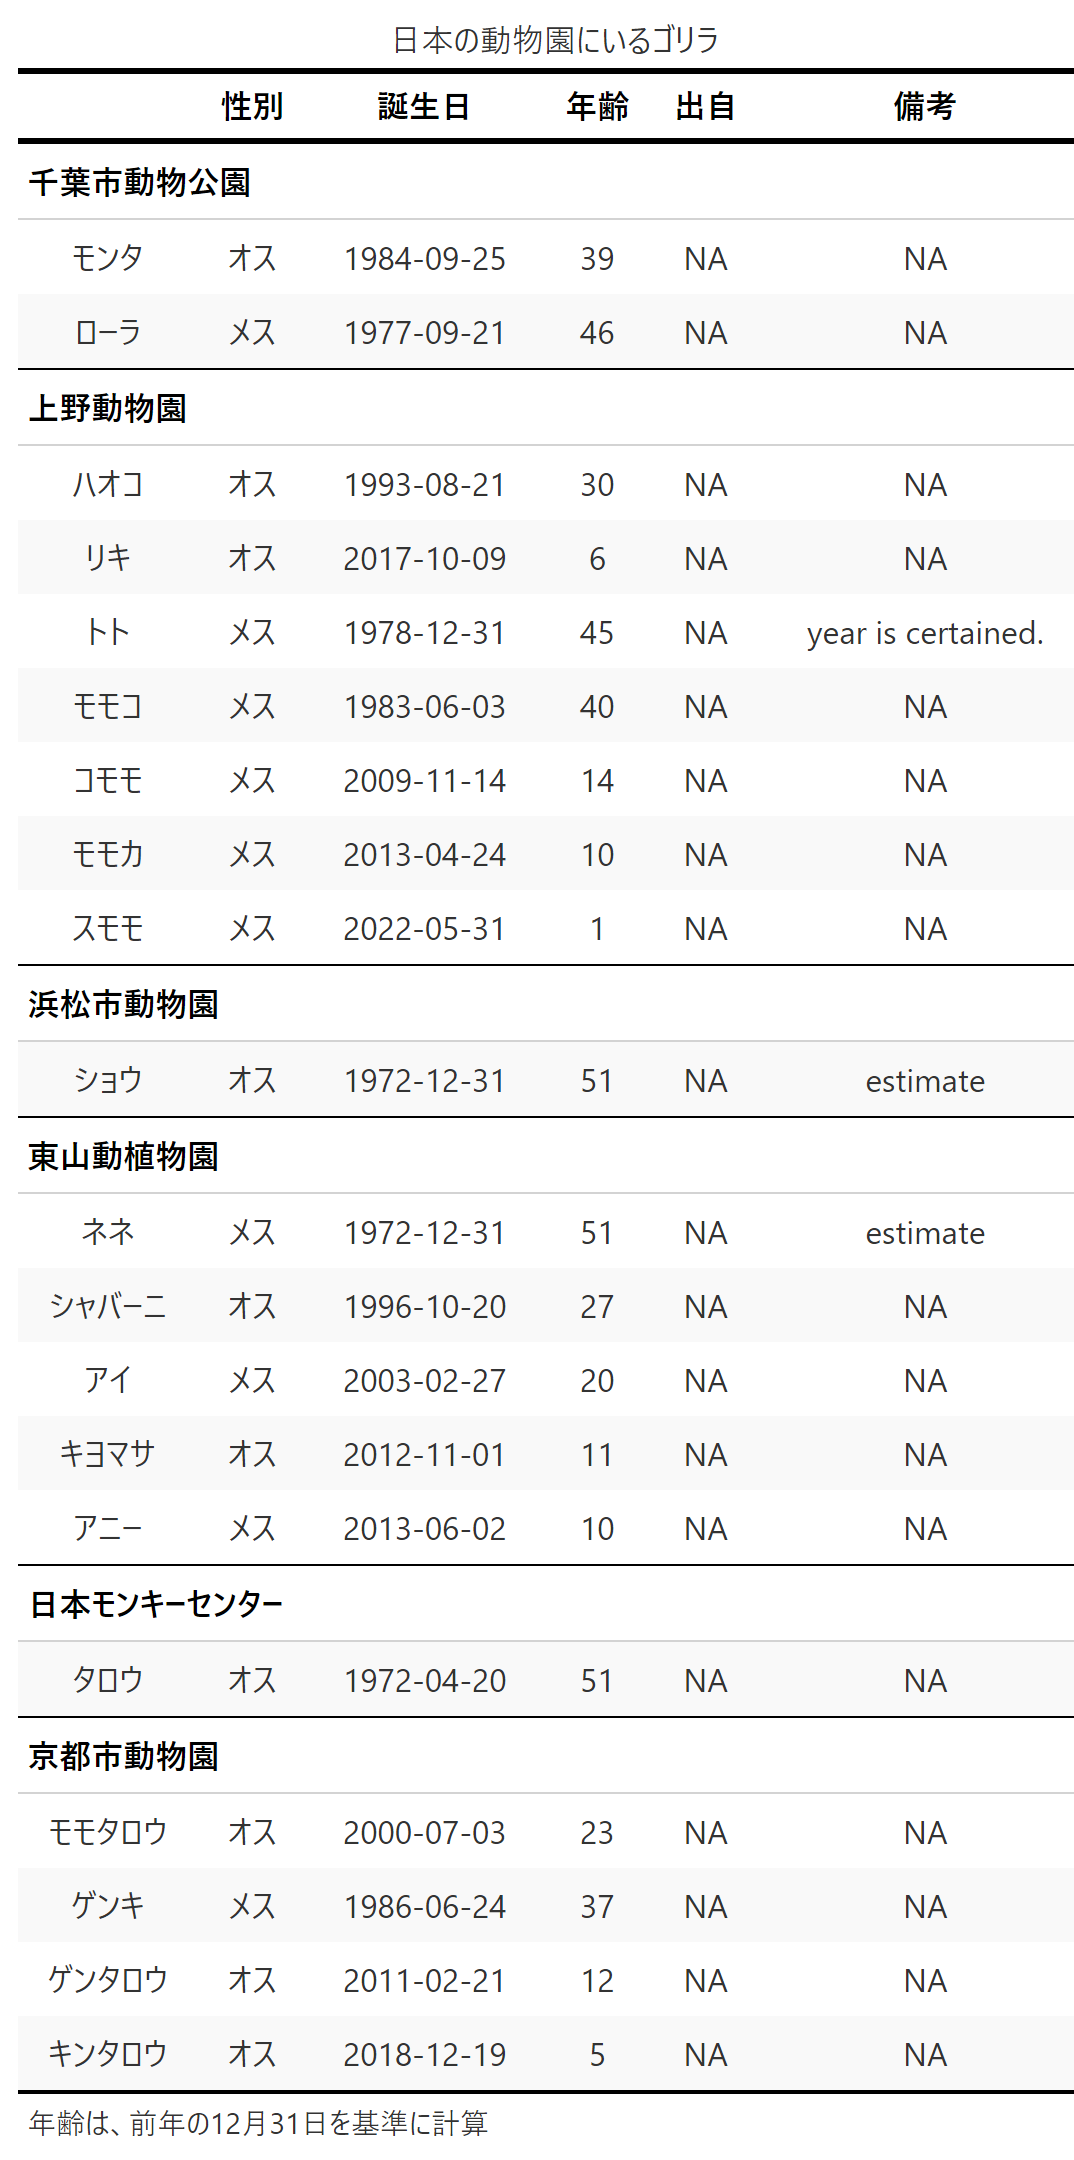 日本の動物園にいるゴリラ
性別 誕生日 年齢 出自 備考
千葉市動物公園
モンタ オス 1984-09-25 39 NA NA
ローラ メス 1977-09-21 46 NA NA
上野動物園
ハオコ オス 1993-08-21 30 NA NA
リキ オス 2017-10-09 6 NA NA
トト メス 1978-12-31 45 NA year is certained.
モモコ メス 1983-06-03 40 NA NA
コモモ メス 2009-11-14 14 NA NA
モモカ メス 2013-04-24 10 NA NA
スモモ メス 2022-05-31 1 NA NA
浜松市動物園
ショウ オス 1972-12-31 51 NA estimate
東山動植物園
ネネ メス 1972-12-31 51 NA estimate
シャバーニ オス 1996-10-20 27 NA NA
アイ メス 2003-02-27 20 NA NA
キヨマサ オス 2012-11-01 11 NA NA
アニー メス 2013-06-02 10 NA NA
日本モンキーセンター
タロウ オス 1972-04-20 51 NA NA
京都市動物園
モモタロウ オス 2000-07-03 23 NA NA
ゲンキ メス 1986-06-24 37 NA NA
ゲンタロウ オス 2011-02-21 12 NA NA
キンタロウ オス 2018-12-19 5 NA NA
年齢は、前年の12月31日を基準に計算